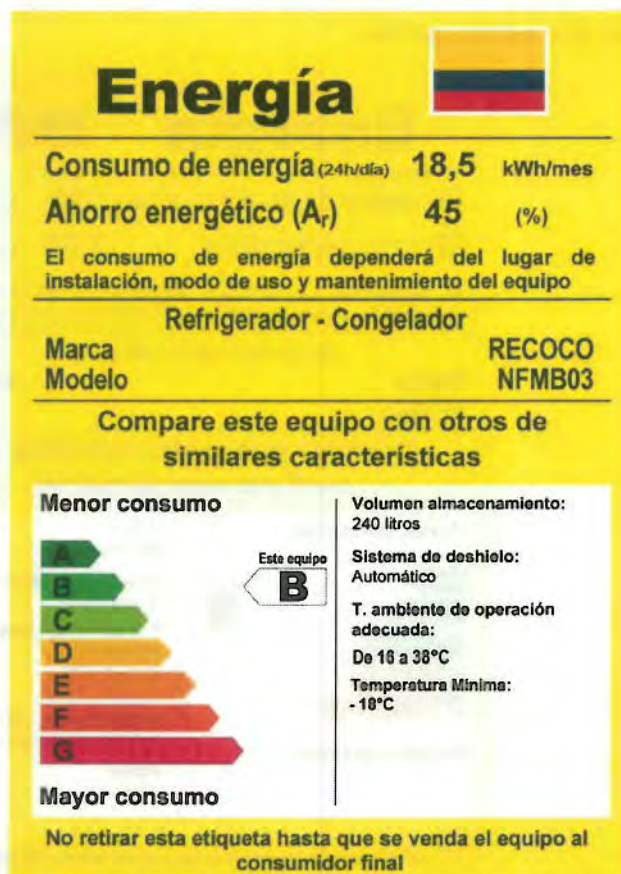 Energía
Consumo de energía (24h/día) 18,5 kWh/mes
Ahorro energético (Ar) 45 (%)
El consumo de energía dependerá del lugar de
instalación, modo de uso y mantenimiento del equipo
Refrigerador - Congelador
Marca RECOCO
Modelo NFMB03
Compare este equipo con otros de
similares características
Menor consumo
A
B
C
D
E
F
G
Mayor consumo
Este equipo
B
Volumen almacenamiento:
240 litros
Sistema de deshielo:
Automático
T. ambiente de operación
adecuada:
De 16 a 38°C
Temperatura Minima:
- 18°C
No retirar esta etiqueta hasta que se venda el equipo al
consumidor final